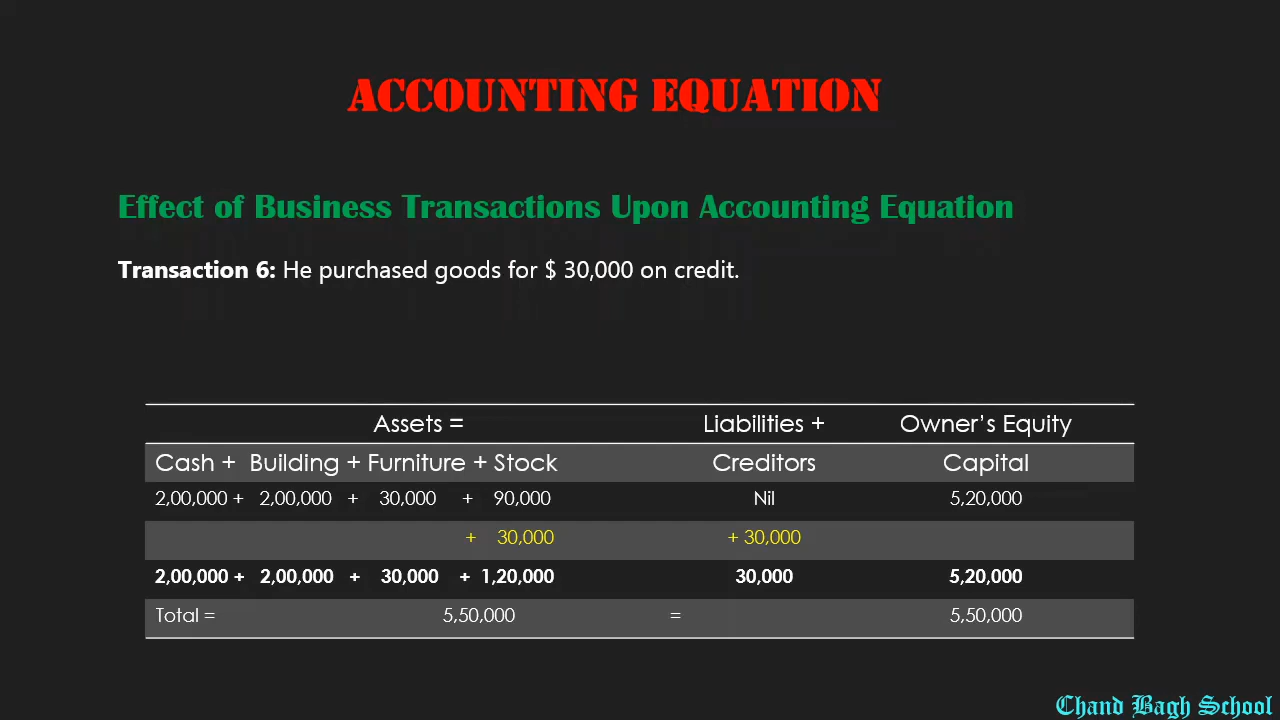 ACCOUNTING EQUATION
Effect of Business Transactions Upon Accounting Equation
Transaction 6: He purchased goods for $ 30,000 on credit.
Assets = Liabilities + Owner's Equity
Cash + Building + Furniture + Stock Creditors Capital
2,00,000 + 2,00,000 + 30,000 + 90,000 Nil 5,20,000
+ 30,000 + 30,000
2,00,000 + 2,00,000 + 30,000 + 1,20,000 30,000 5,20,000
Total = 5,50,000 = 5,50,000
Chand Bagh School